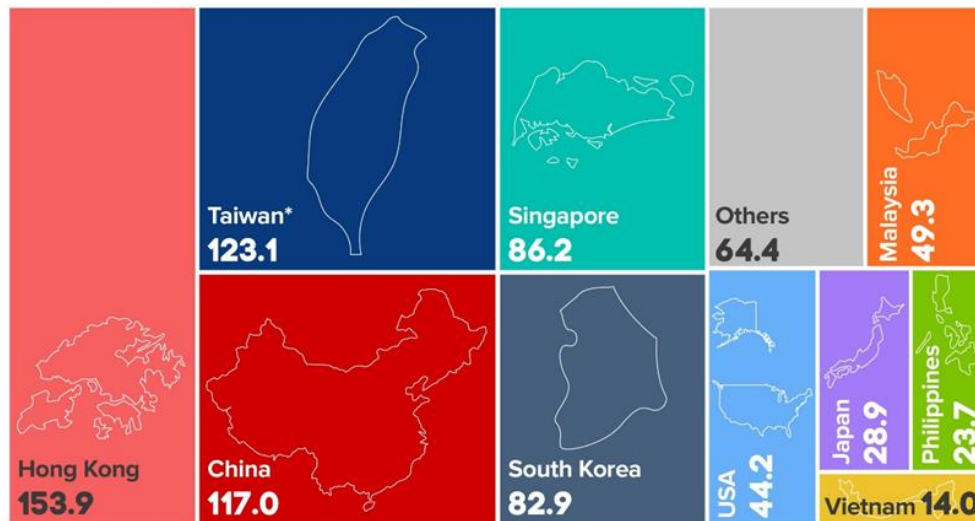 Hong Kong
153.9
Taiwan*
123.1
China
117.0
Singapore
86.2
South Korea
82.9
Others
64.4
Malaysia
49.3
USA
44.2
Japan
28.9
Philippines
23.7
Vietnam 14.0